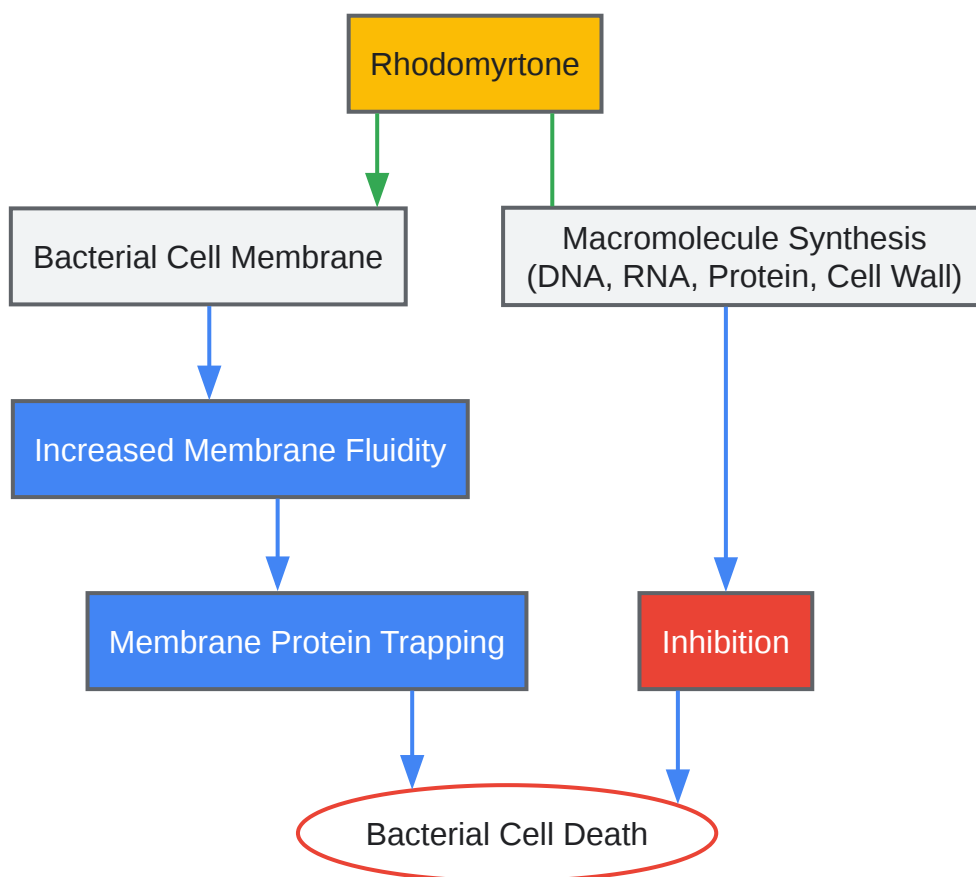 Rhodomyrtone
Bacterial Cell Membrane
Macromolecule Synthesis
(DNA, RNA, Protein, Cell Wall)
Increased Membrane Fluidity
Membrane Protein Trapping
Inhibition
Bacterial Cell Death